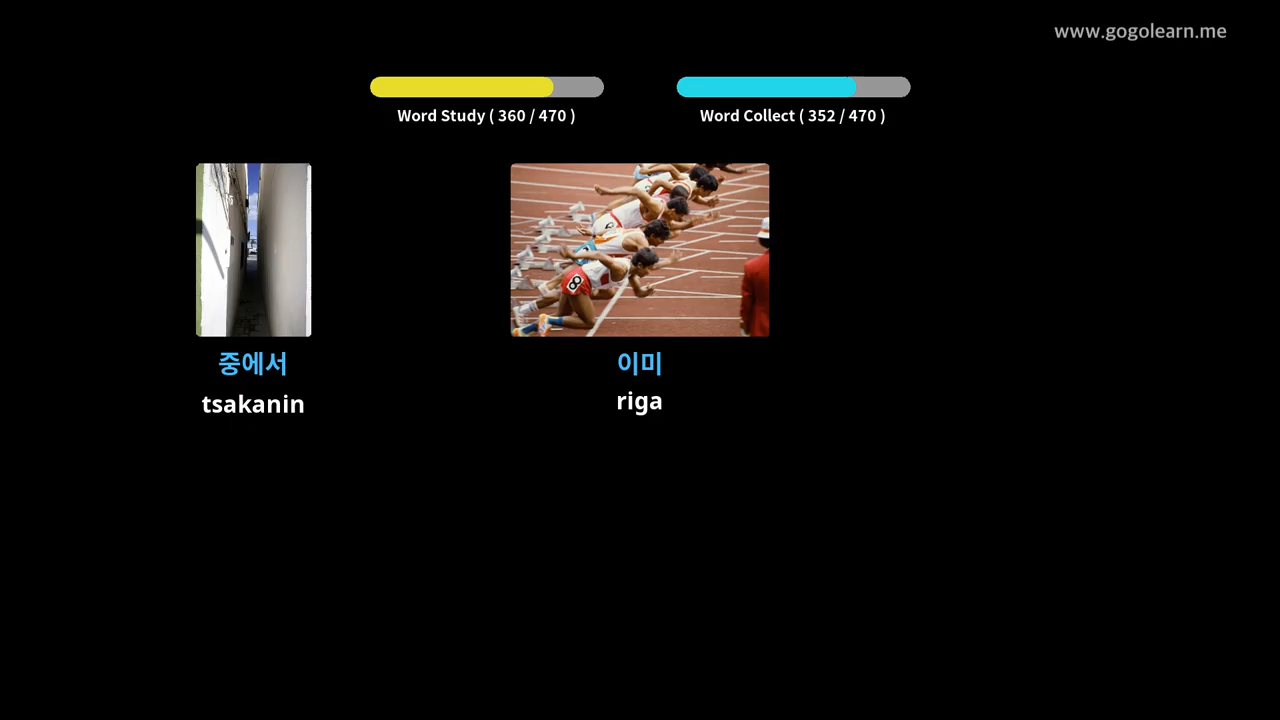 www.gogolearn.me
Word Study ( 360 / 470 )
Word Collect ( 352 / 470 )
중에서
tsakanin
이미
riga